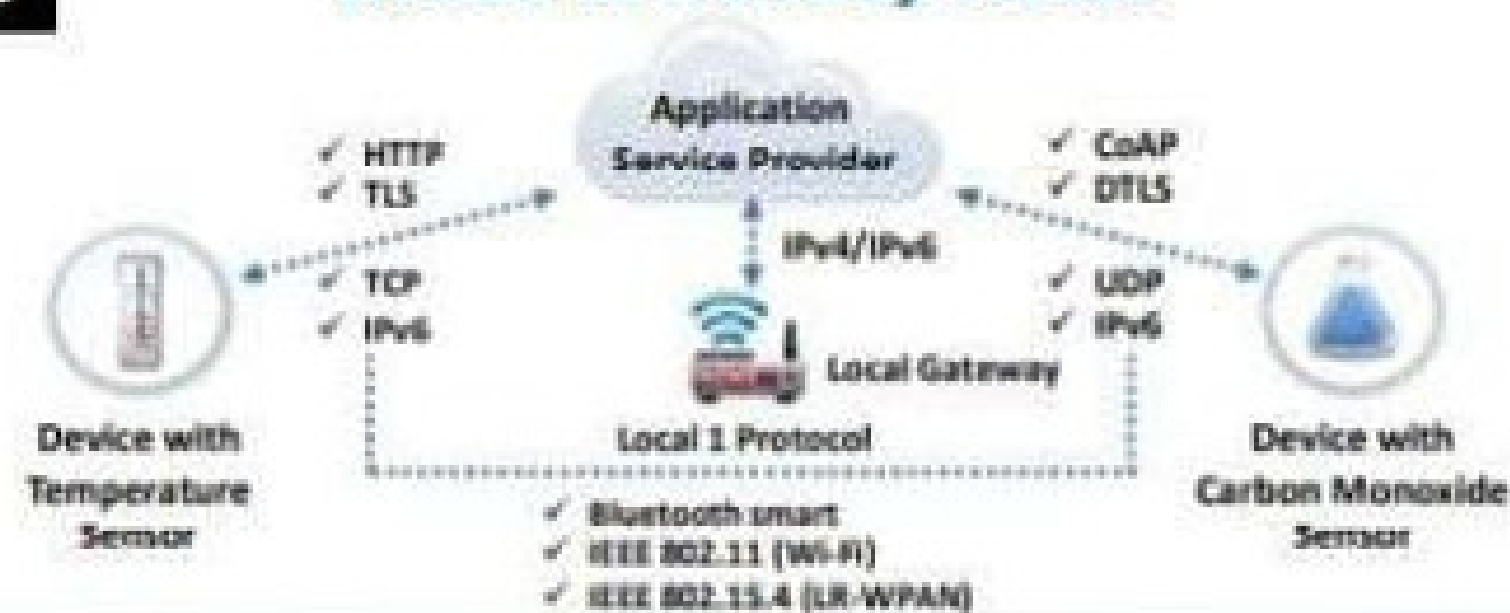 Application
Service Provider
HTTP
TLS
TCP
IPv6
IPv4/IPv6
CoAP
DTLS
UDP
IPv6
Local Gateway
Local 1 Protocol
Device with
Temperature
Sensor
Device with
Carbon Monoxide
Sensor
Bluetooth smart
IEEE 802.11 (Wi-Fi)
IEEE 802.15.4 (LR-WPAN)